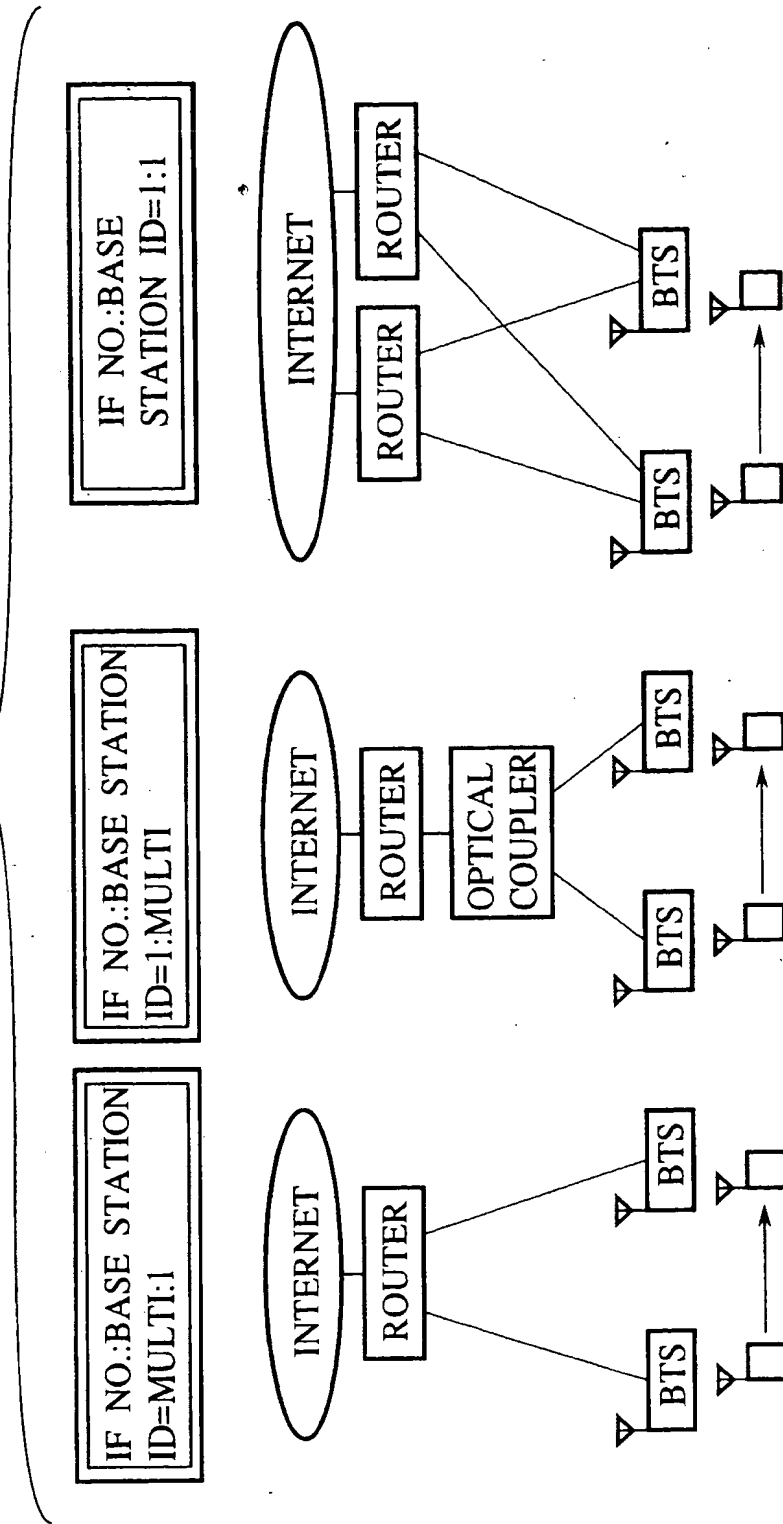 IF NO.:BASE STATION
ID=MULTI:1
INTERNET
ROUTER
BTS
BTS
IF NO.:BASE STATION
ID=1:MULTI
INTERNET
ROUTER
OPTICAL
COUPLER
BTS
BTS
IF NO.:BASE
STATION ID=1:1
INTERNET
ROUTER
ROUTER
BTS
BTS